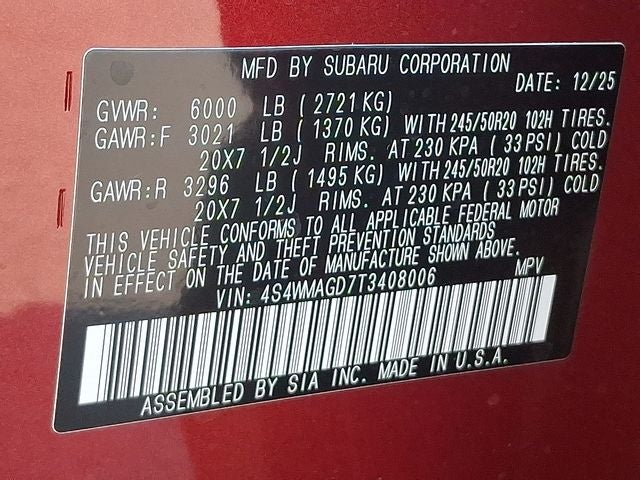 MFD BY SUBARU CORPORATION
DATE: 12/25
GVWR: 6000 LB (2721 KG)
GAWR:F 3021 LB (1370 KG) WITH 245/50R20 102H TIRES.
20X7 1/2J RIMS. AT 230 KPA (33 PSI) COLD
GAWR:R 3296 LB (1495 KG) WITH 245/50R20 102H TIRES.
20X7 1/2J RIMS. AT 230 KPA (33 PSI) COLD
THIS VEHICLE CONFORMS TO ALL APPLICABLE FEDERAL MOTOR
VEHICLE SAFETY AND THEFT PREVENTION STANDARDS
IN EFFECT ON THE DATE OF MANUFACTURE SHOWN ABOVE.
VIN: 4S4WMAGD7T3408006 MPV
ASSEMBLED BY SIA INC. MADE IN U.S.A.